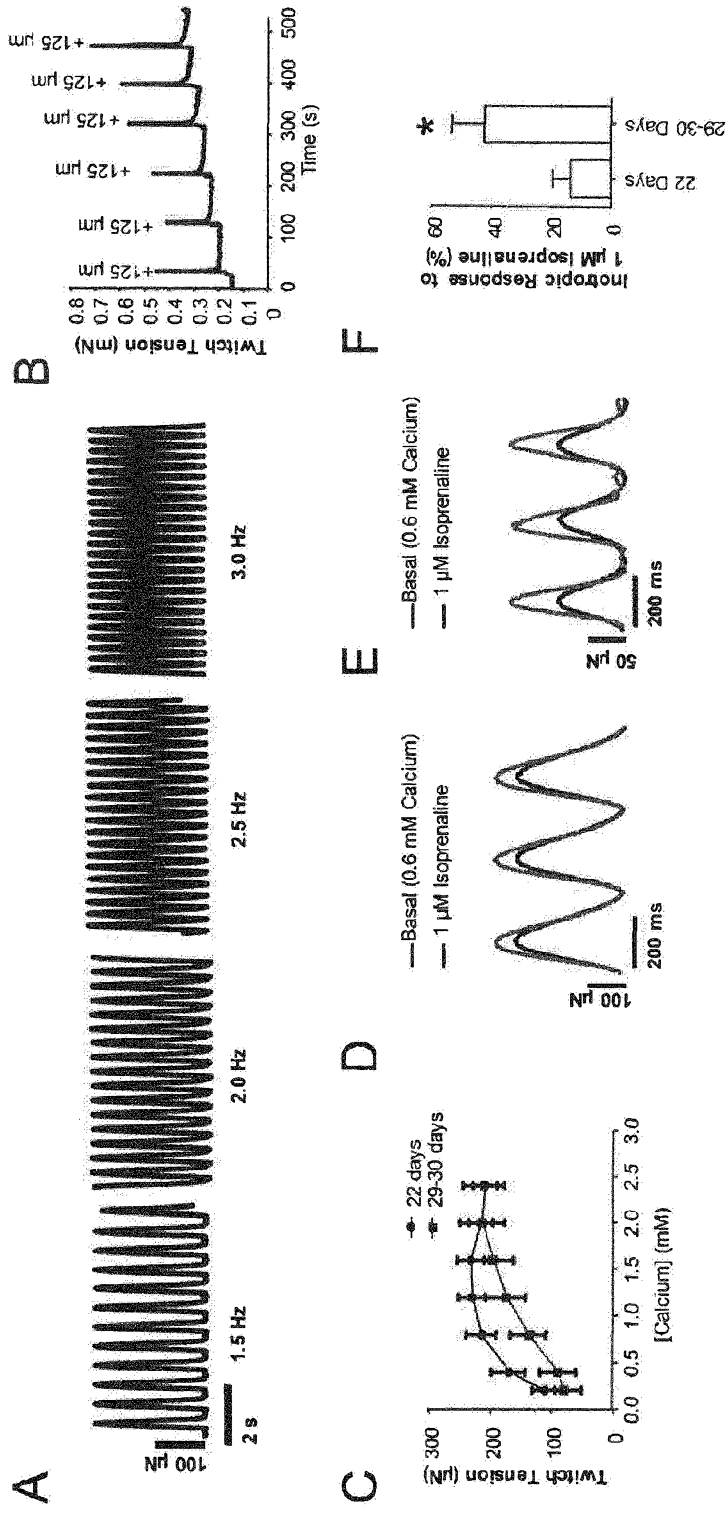 A
100 µN
2 s
1.5 Hz
2.0 Hz
2.5 Hz
3.0 Hz
B
Twitch Tension (mN)
0.8
0.7
0.6
0.5
0.4
0.3
0.2
0.1
0
+125 µm
+125 µm
+125 µm
+125 µm
+125 µm
+125 µm
0
100
200
300
400
500
Time (s)
C
Twitch Tension (µN)
300
200
100
0
22 days
29-30 days
0.0
0.5
1.0
1.5
2.0
2.5
3.0
[Calcium] (mM)
D
Basal (0.6 mM Calcium)
1 µM Isoprenaline
100 µN
200 ms
E
Basal (0.6 mM Calcium)
1 µM Isoprenaline
50 µN
200 ms
F
Inotropic Response to
1 µM Isoprenaline (%)
60
40
20
0
*
22 Days
29-30 Days